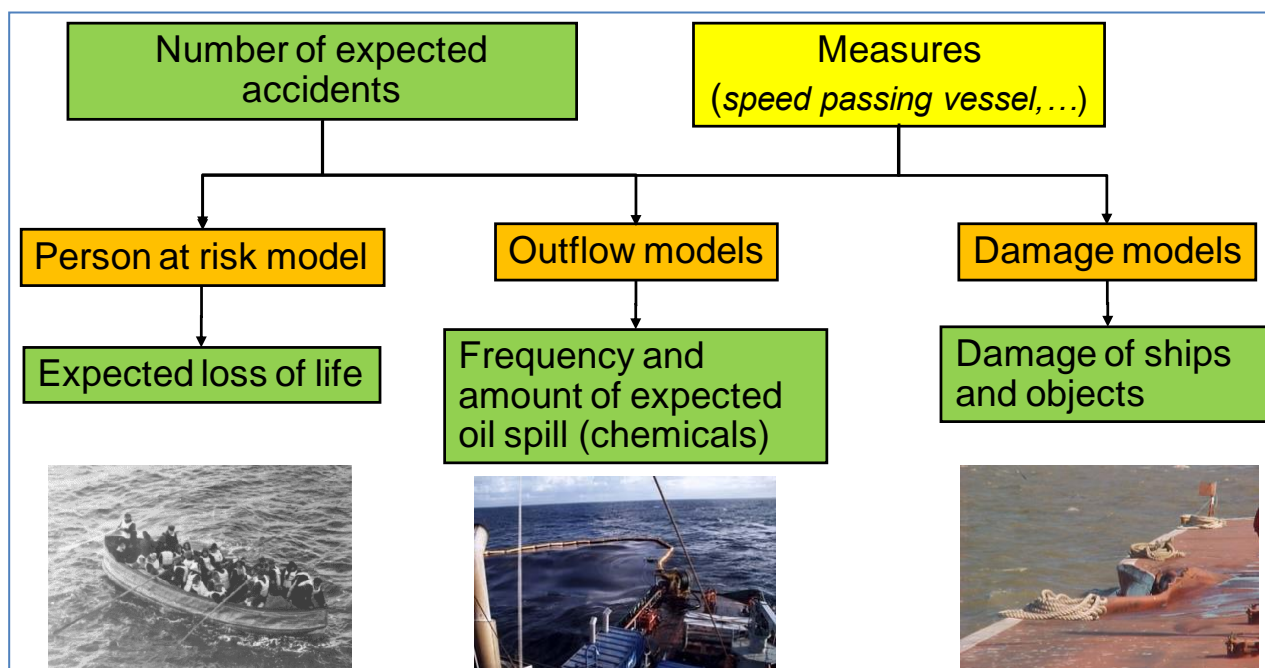 Number of expected
accidents
Measures
(speed passing vessel,…)
Person at risk model
Outflow models
Damage models
Expected loss of life
Frequency and
amount of expected
oil spill (chemicals)
Damage of ships
and objects